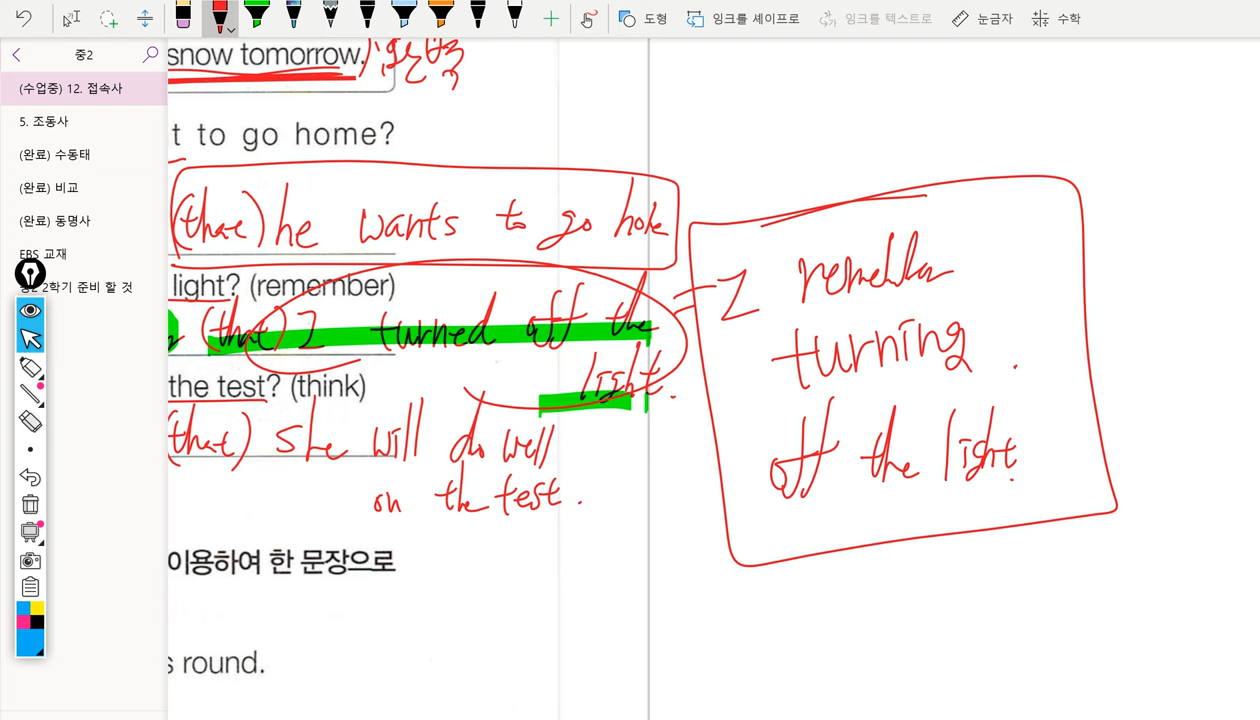 도형
잉크를 셰이프로
잉크를 텍스트로
눈금자
수학
중2
(수업중) 12. 접속사
5. 조동사
(완료) 수동태
(완료) 비교
(완료) 동명사
EBS 교재
중2 2학기 준비 할 것
snow tomorrow.
t to go home?
(that) he wants to go
light? (remember)
(that) I turned off the
light.
the test? (think)
(that) she will do well
on the test.
이용하여 한 문장으로
s round.
= I remember
turning.
off the light